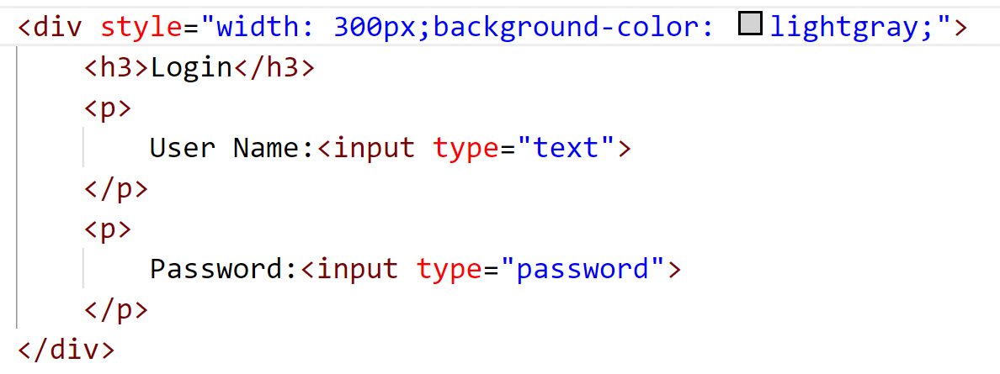 <div style="width: 300px;background-color: lightgray;">
    <h3>Login</h3>
    <p>
        User Name:<input type="text">
    </p>
    <p>
        Password:<input type="password">
    </p>
</div>